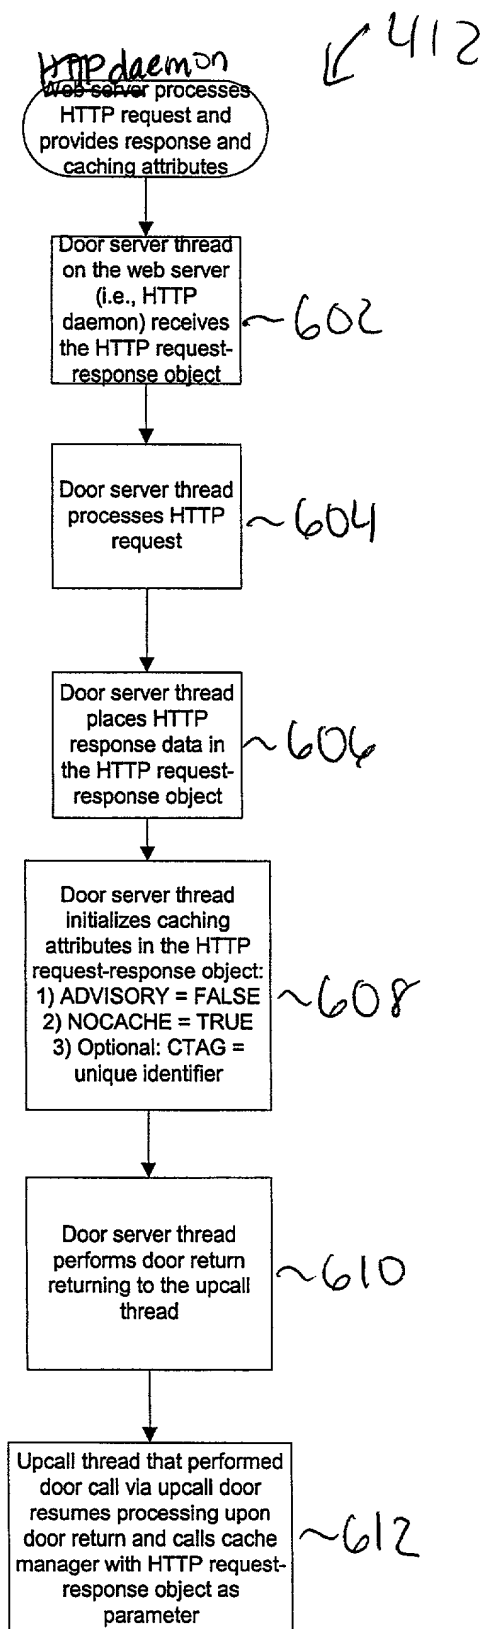 412
HTTP daemon
Web server processes
HTTP request and
provides response and
caching attributes
Door server thread
on the web server
(i.e., HTTP
daemon) receives
the HTTP request-
response object
~602
Door server thread
processes HTTP
request
~604
Door server thread
places HTTP
response data in
the HTTP request-
response object
~606
Door server thread
initializes caching
attributes in the HTTP
request-response object:
1) ADVISORY = FALSE
2) NOCACHE = TRUE
3) Optional: CTAG =
unique identifier
~608
Door server thread
performs door return
returning to the upcall
thread
~610
Upcall thread that performed
door call via upcall door
resumes processing upon
door return and calls cache
manager with HTTP request-
response object as
parameter
~612